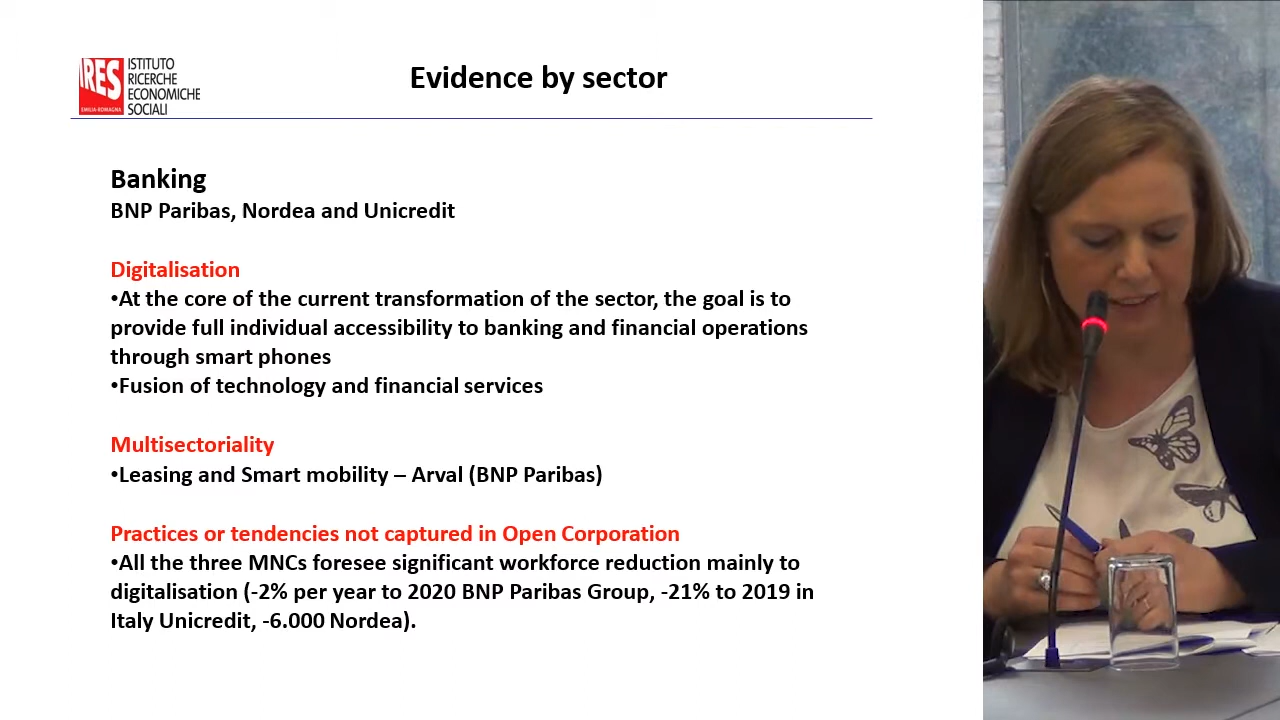 IRES
EMILIA-ROMAGNA
ISTITUTO
RICERCHE
ECONOMICHE
SOCIALI
Evidence by sector
Banking
BNP Paribas, Nordea and Unicredit
Digitalisation
•At the core of the current transformation of the sector, the goal is to
provide full individual accessibility to banking and financial operations
through smart phones
•Fusion of technology and financial services
Multisectoriality
•Leasing and Smart mobility – Arval (BNP Paribas)
Practices or tendencies not captured in Open Corporation
•All the three MNCs foresee significant workforce reduction mainly to
digitalisation (-2% per year to 2020 BNP Paribas Group, -21% to 2019 in
Italy Unicredit, -6.000 Nordea).